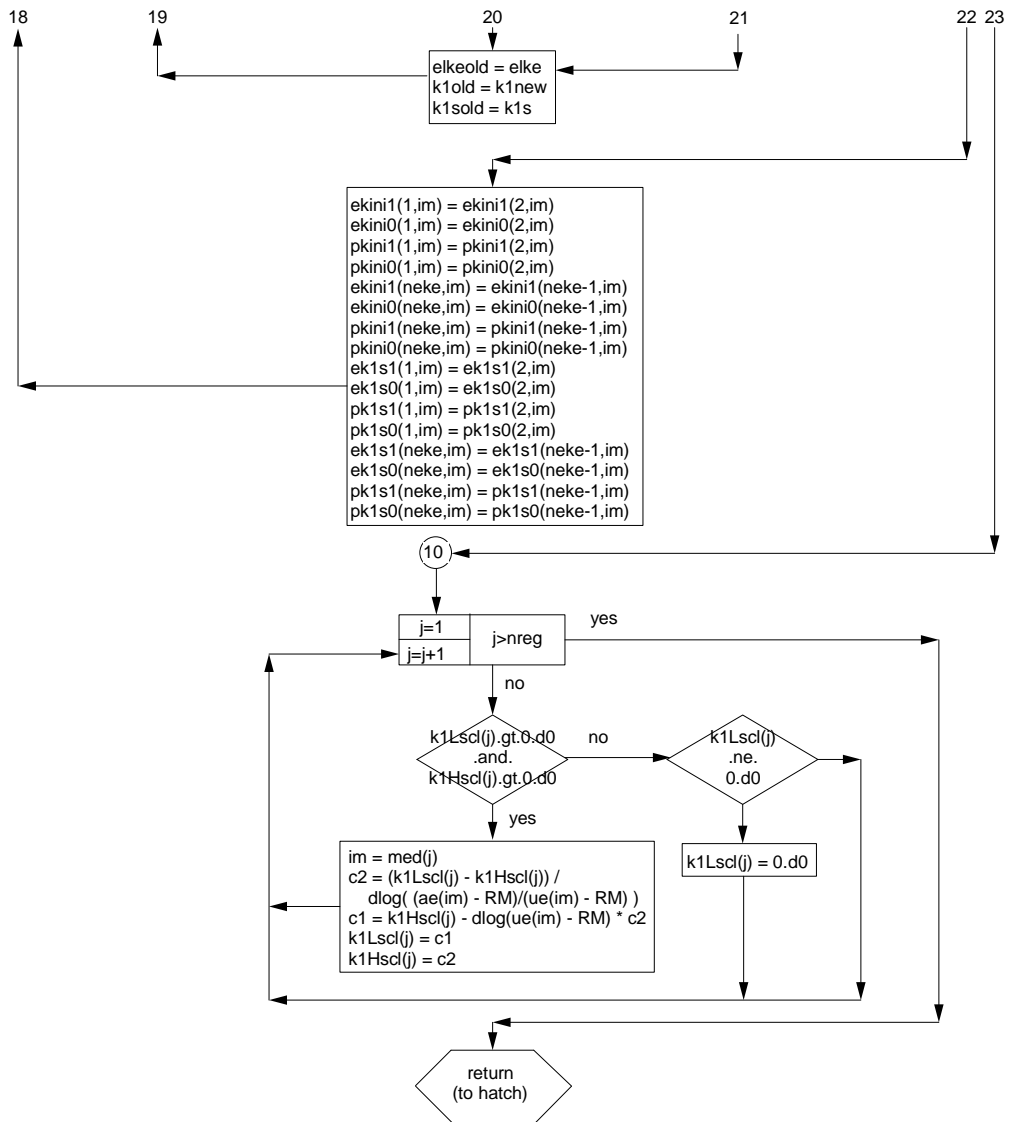 18 19 20 21 22 23
elkeold = elke
k1old = k1new
k1sold = k1s
ekini1(1,im) = ekini1(2,im)
ekini0(1,im) = ekini0(2,im)
pkini1(1,im) = pkini1(2,im)
pkini0(1,im) = pkini0(2,im)
ekini1(neke,im) = ekini1(neke-1,im)
ekini0(neke,im) = ekini0(neke-1,im)
pkini1(neke,im) = pkini1(neke-1,im)
pkini0(neke,im) = pkini0(neke-1,im)
ek1s1(1,im) = ek1s1(2,im)
ek1s0(1,im) = ek1s0(2,im)
pk1s1(1,im) = pk1s1(2,im)
pk1s0(1,im) = pk1s0(2,im)
ek1s1(neke,im) = ek1s1(neke-1,im)
ek1s0(neke,im) = ek1s0(neke-1,im)
pk1s1(neke,im) = pk1s1(neke-1,im)
pk1s0(neke,im) = pk1s0(neke-1,im)
10
j=1
j=j+1
j>nreg
yes
no
k1Lscl(j).gt.0.d0
.and.
k1Hscl(j).gt.0.d0
no
k1Lscl(j)
.ne.
0.d0
yes
im = med(j)
c2 = (k1Lscl(j) - k1Hscl(j)) /
dlog( (ae(im) - RM)/(ue(im) - RM) )
c1 = k1Hscl(j) - dlog(ue(im) - RM) * c2
k1Lscl(j) = c1
k1Hscl(j) = c2
k1Lscl(j) = 0.d0
return
(to hatch)